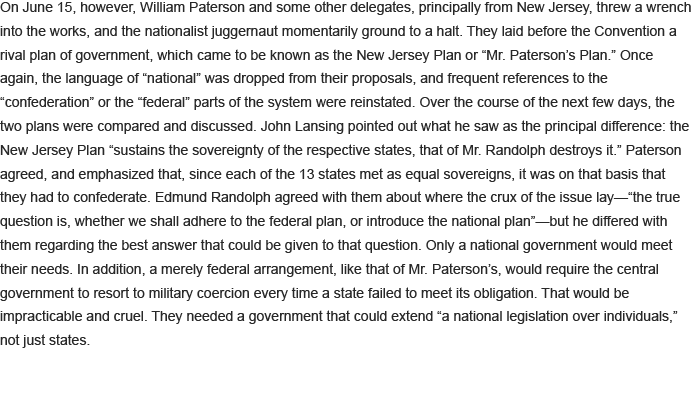 On June 15, however, William Paterson and some other delegates, principally from New Jersey, threw a wrench
into the works, and the nationalist juggernaut momentarily ground to a halt. They laid before the Convention a
rival plan of government, which came to be known as the New Jersey Plan or “Mr. Paterson’s Plan.” Once
again, the language of “national” was dropped from their proposals, and frequent references to the
“confederation” or the “federal” parts of the system were reinstated. Over the course of the next few days, the
two plans were compared and discussed. John Lansing pointed out what he saw as the principal difference: the
New Jersey Plan “sustains the sovereignty of the respective states, that of Mr. Randolph destroys it.” Paterson
agreed, and emphasized that, since each of the 13 states met as equal sovereigns, it was on that basis that
they had to confederate. Edmund Randolph agreed with them about where the crux of the issue lay—“the true
question is, whether we shall adhere to the federal plan, or introduce the national plan”—but he differed with
them regarding the best answer that could be given to that question. Only a national government would meet
their needs. In addition, a merely federal arrangement, like that of Mr. Paterson’s, would require the central
government to resort to military coercion every time a state failed to meet its obligation. That would be
impracticable and cruel. They needed a government that could extend “a national legislation over individuals,”
not just states.